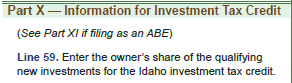 Part X — Information for Investment Tax Credit
(See Part XI if filing as an ABE)
Line 59. Enter the owner's share of the qualifying
new investments for the Idaho investment tax credit.